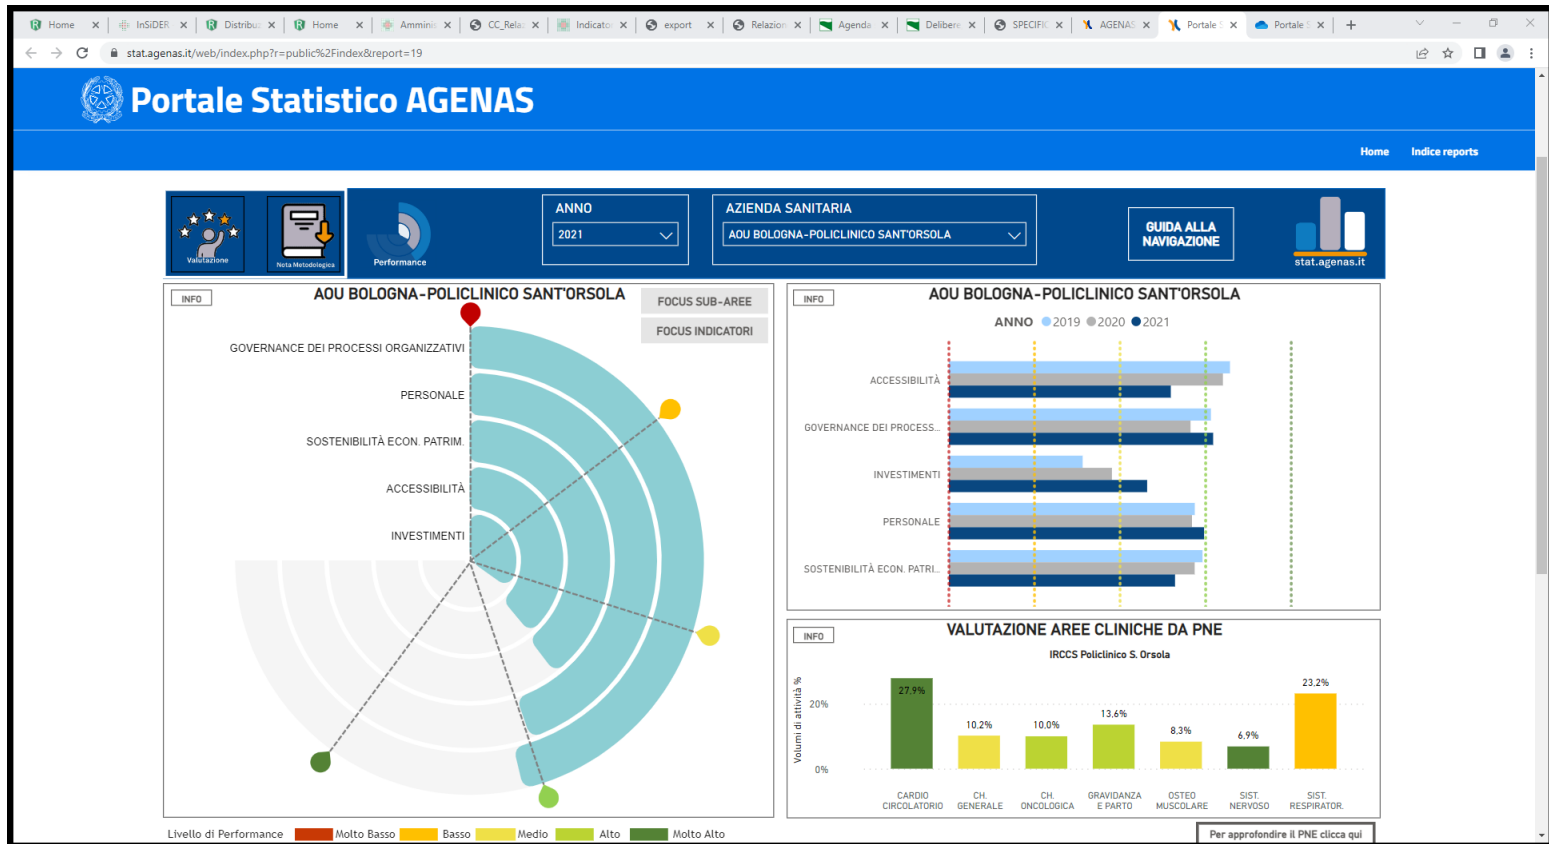 Home
InSiDER
Distribu
Home
Ammini
CC_Rela
Indicato
export
Relazion
Agenda
Delibere
SPECIFIC
AGENAS
Portale S
Portale S
stat.agenas.it/web/index.php?r=public%2Findex&report=19
Portale Statistico AGENAS
Home Indice reports
Valutazione
Nota Metodologica
Performance
ANNO
2021
AZIENDA SANITARIA
AOU BOLOGNA-POLICLINICO SANT'ORSOLA
GUIDA ALLA
NAVIGAZIONE
stat.agenas.it
INFO
AOU BOLOGNA-POLICLINICO SANT'ORSOLA
FOCUS SUB-AREE
FOCUS INDICATORI
GOVERNANCE DEI PROCESSI ORGANIZZATIVI
PERSONALE
SOSTENIBILITÀ ECON. PATRIM.
ACCESSIBILITÀ
INVESTIMENTI
INFO
AOU BOLOGNA-POLICLINICO SANT'ORSOLA
ANNO 2019 2020 2021
ACCESSIBILITÀ
GOVERNANCE DEI PROCESS...
INVESTIMENTI
PERSONALE
SOSTENIBILITÀ ECON. PATRI...
INFO
VALUTAZIONE AREE CLINICHE DA PNE
IRCCS Policlinico S. Orsola
Volumi di attività %
20%
0%
27,9%
10,2%
10,0%
13,6%
8,3%
6,9%
23,2%
CARDIO
CIRCOLATORIO
CH.
GENERALE
CH.
ONCOLOGICA
GRAVIDANZA
E PARTO
OSTEO
MUSCOLARE
SIST.
NERVOSO
SIST.
RESPIRATOR.
Livello di Performance Molto Basso Basso Medio Alto Molto Alto
Per approfondire il PNE clicca qui